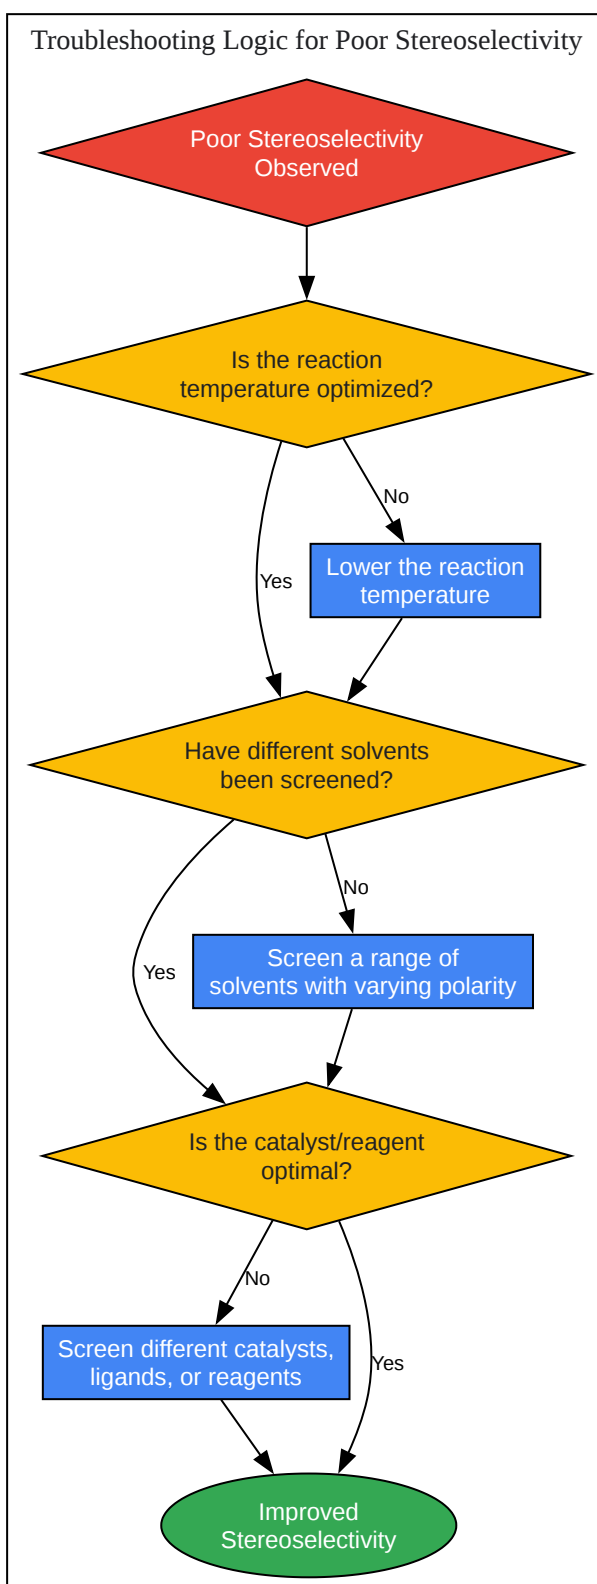 Troubleshooting Logic for Poor Stereoselectivity
Poor Stereoselectivity
Observed
Is the reaction
temperature optimized?
No
Yes
Lower the reaction
temperature
Have different solvents
been screened?
No
Yes
Screen a range of
solvents with varying polarity
Is the catalyst/reagent
optimal?
No
Yes
Screen different catalysts,
ligands, or reagents
Improved
Stereoselectivity